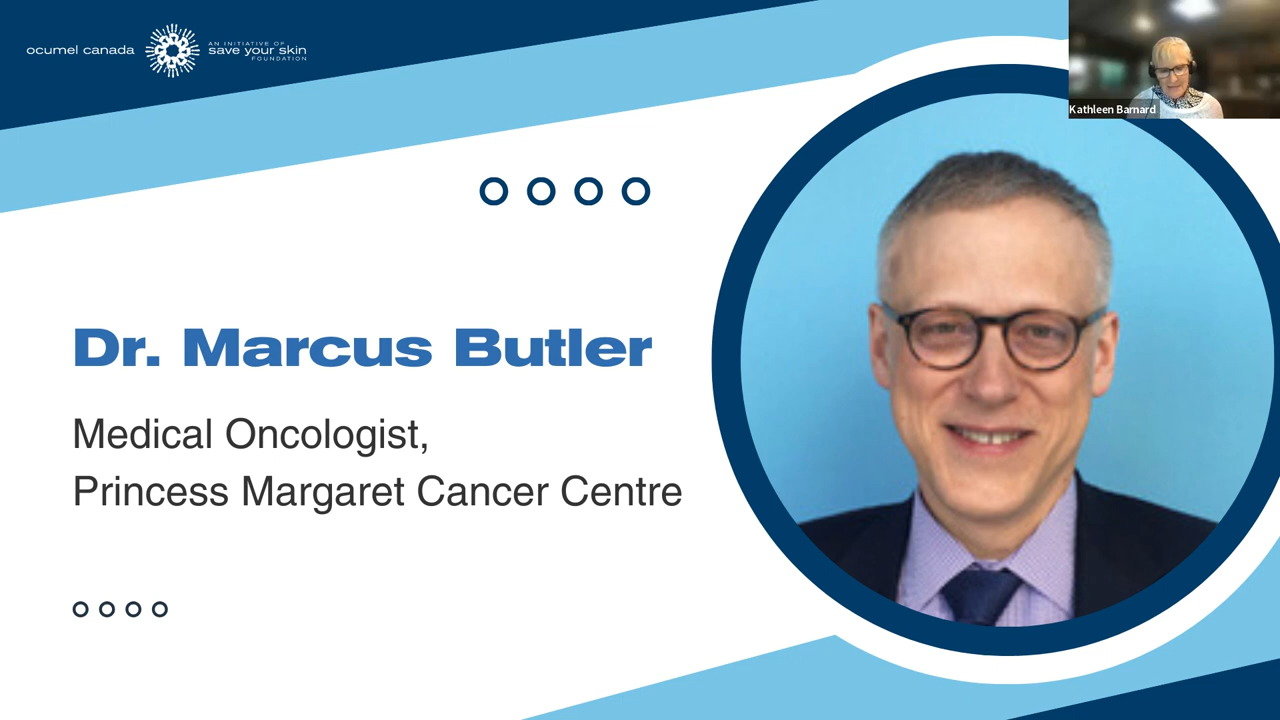 ocumel canada
AN INITIATIVE OF
save your skin
FOUNDATION
Kathleen Barnard
Dr. Marcus Butler
Medical Oncologist,
Princess Margaret Cancer Centre